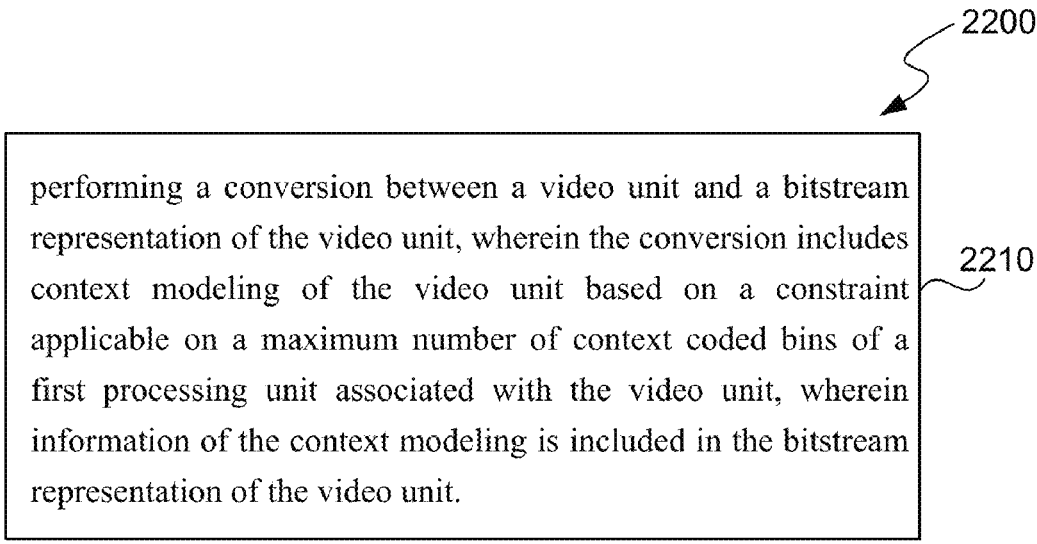 2200
performing a conversion between a video unit and a bitstream
representation of the video unit, wherein the conversion includes
context modeling of the video unit based on a constraint
applicable on a maximum number of context coded bins of a
first processing unit associated with the video unit, wherein
information of the context modeling is included in the bitstream
representation of the video unit.
2210